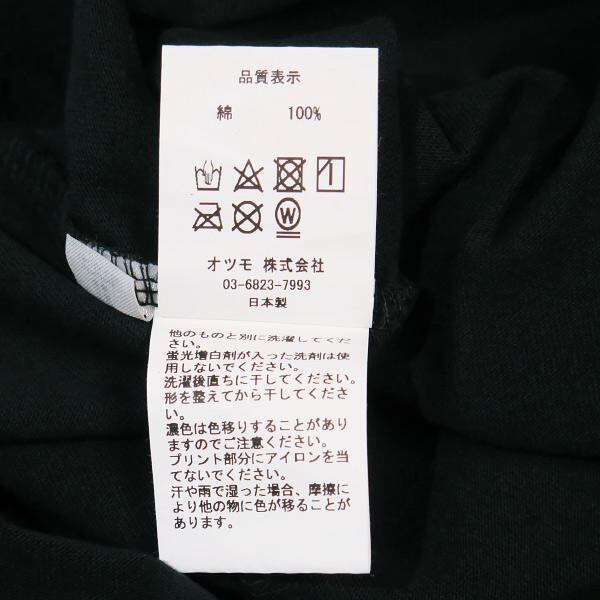 品質表示
綿 100%
W
オツモ 株式会社
03-6823-7993
日本製
他のものと別に洗濯してくだ
さい。
蛍光増白剤が入った洗剤は使
用しないでください。
洗濯後直ちに干してください。
形を整えてから干してください。
濃色は色移りすることがあり
ますのでご注意ください。
プリント部分にアイロンを当
てないでください。
汗や雨で湿った場合、摩擦に
より他の物に色が移ることが
あります。